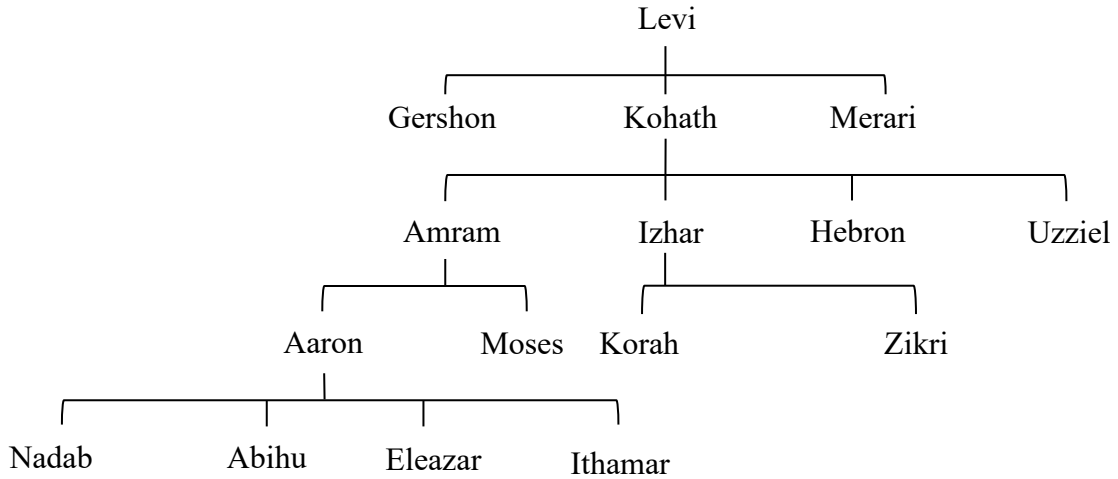 Levi
Gershon Kohath Merari
Amram Izhar Hebron Uzziel
Aaron Moses Korah Zikri
Nadab Abihu Eleazar Ithamar